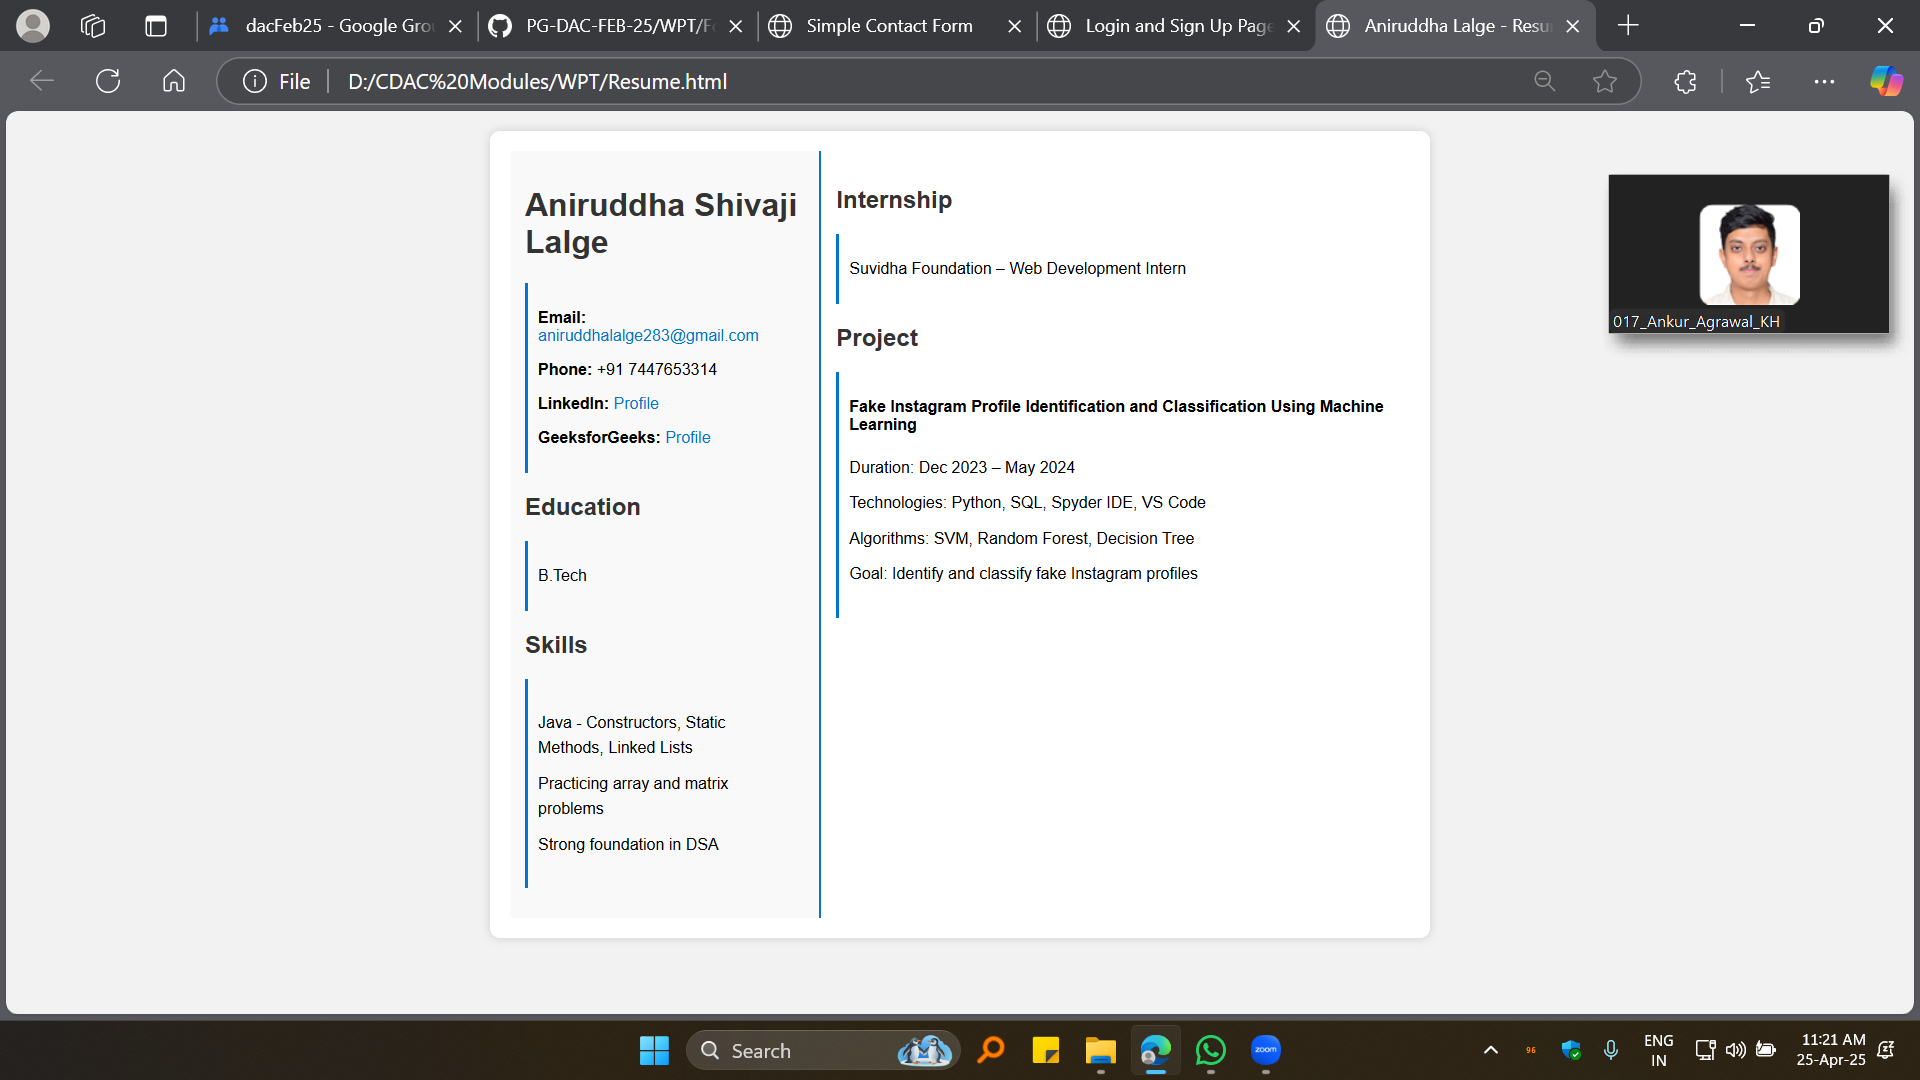 dacFeb25 - Google Gro
PG-DAC-FEB-25/WPT/Fe
Simple Contact Form
Login and Sign Up Page
Aniruddha Lalge - Resu
File
D:/CDAC%20Modules/WPT/Resume.html
Aniruddha Shivaji
Lalge
Email:
aniruddhalalge283@gmail.com
Phone: +91 7447653314
LinkedIn: Profile
GeeksforGeeks: Profile
Education
B.Tech
Skills
Java - Constructors, Static
Methods, Linked Lists
Practicing array and matrix
problems
Strong foundation in DSA
Internship
Suvidha Foundation – Web Development Intern
Project
Fake Instagram Profile Identification and Classification Using Machine
Learning
Duration: Dec 2023 – May 2024
Technologies: Python, SQL, Spyder IDE, VS Code
Algorithms: SVM, Random Forest, Decision Tree
Goal: Identify and classify fake Instagram profiles
017_Ankur_Agrawal_KH
Search
zoom
96
ENG
IN
11:21 AM
25-Apr-25